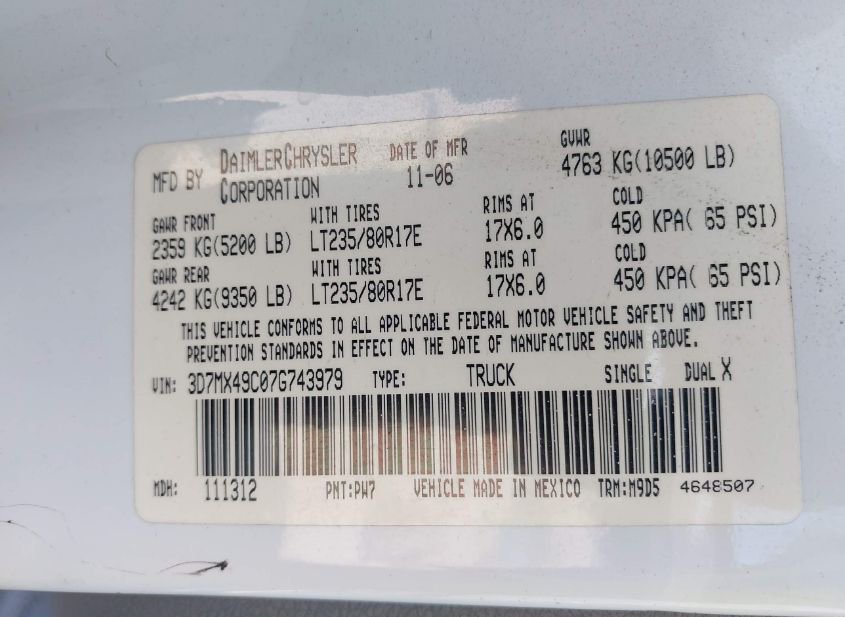 MFD BY DAIMLERCHRYSLER CORPORATION DATE OF MFR 11-06 GVWR 4763 KG(10500 LB)
GAWR FRONT WITH TIRES RIMS AT COLD
2359 KG(5200 LB) LT235/80R17E 17X6.0 450 KPA( 65 PSI)
GAWR REAR WITH TIRES RIMS AT COLD
4242 KG(9350 LB) LT235/80R17E 17X6.0 450 KPA( 65 PSI)
THIS VEHICLE CONFORMS TO ALL APPLICABLE FEDERAL MOTOR VEHICLE SAFETY AND THEFT
PREVENTION STANDARDS IN EFFECT ON THE DATE OF MANUFACTURE SHOWN ABOVE.
VIN: 3D7MX49C07G743979 TYPE: TRUCK SINGLE DUAL X
MDH: 111312 PNT:PW7 VEHICLE MADE IN MEXICO TRM:M9D5 4648507